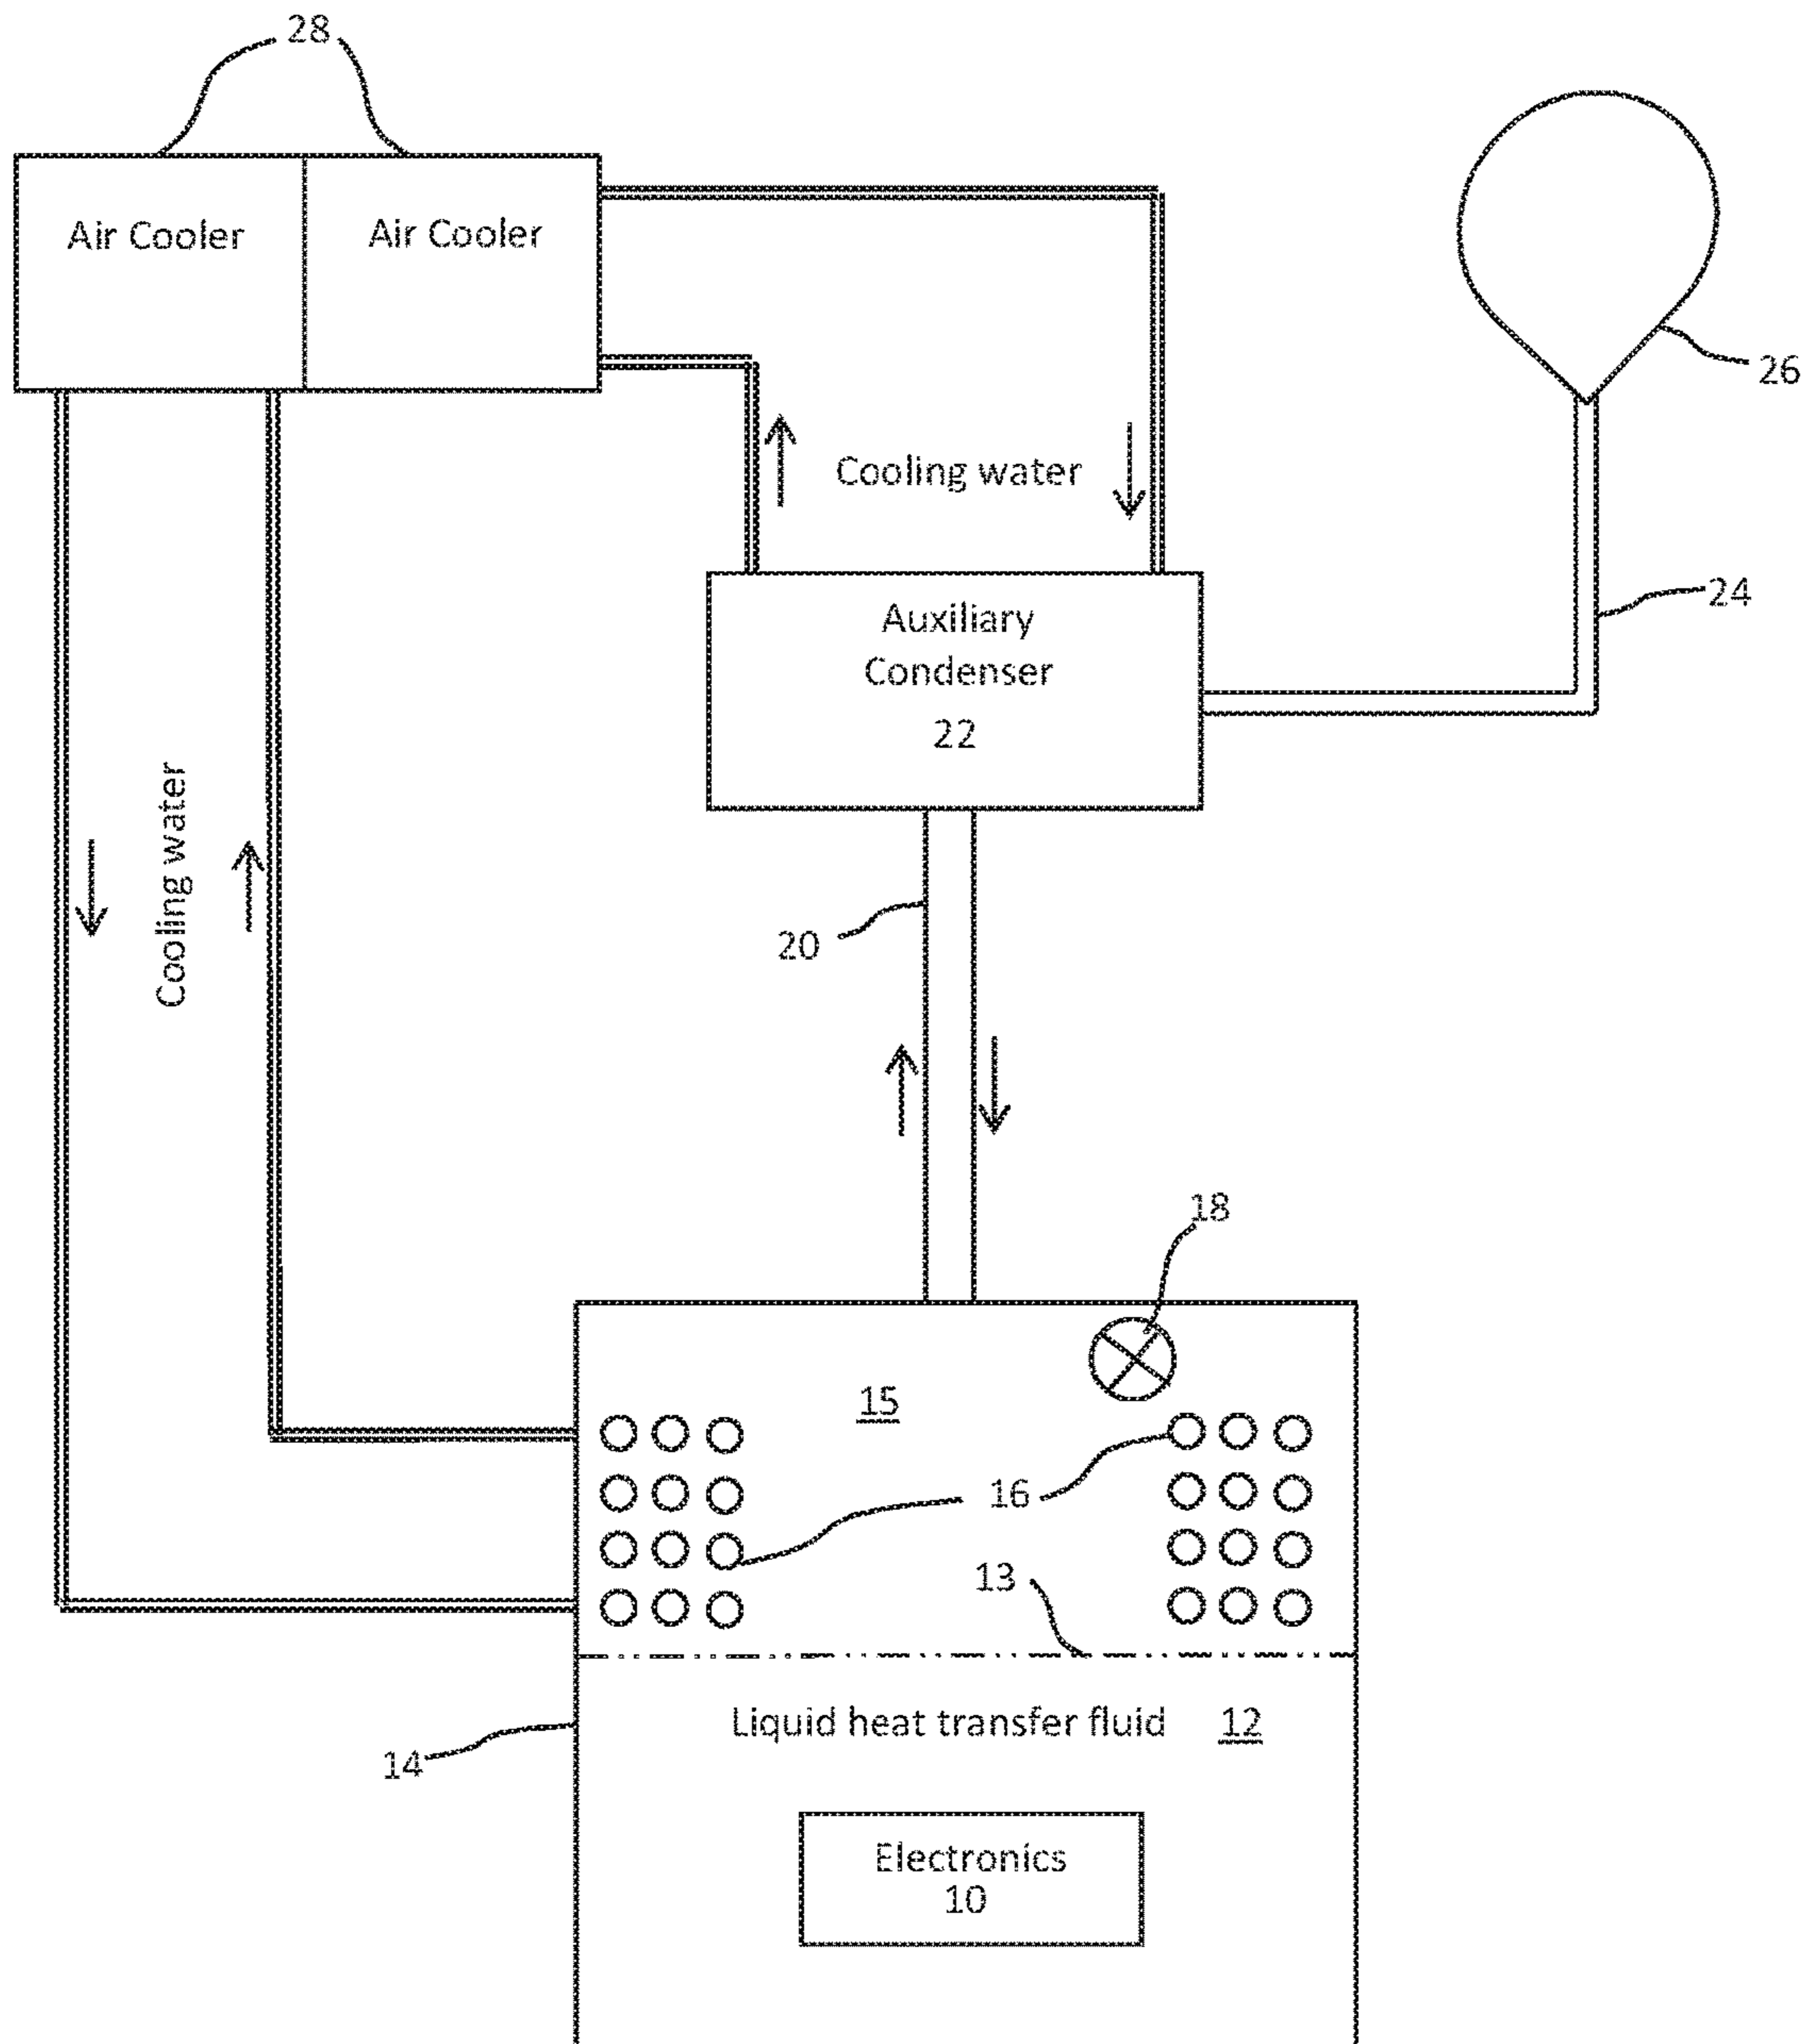 28
Air Cooler
Air Cooler
26
Cooling water
24
Auxiliary
Condenser
22
Cooling water
20
18
15
16
13
Liquid heat transfer fluid 12
14
Electronics
10